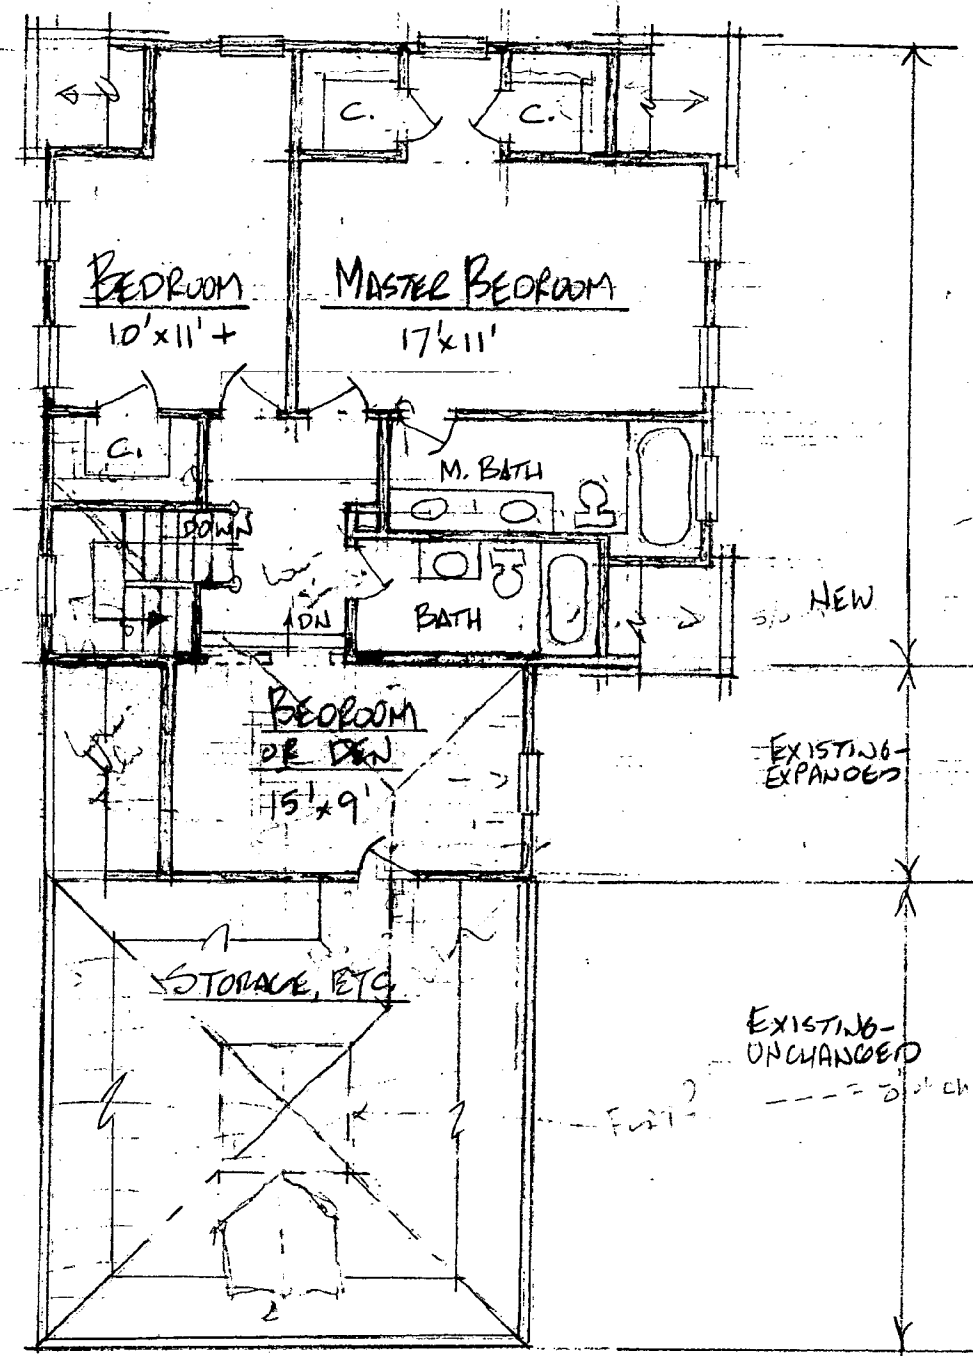 C.
C.
BEDROOM
10'x11'+
MASTER BEDROOM
17'x11'
C.
M. BATH
DOWN
DN
BATH
NEW
BEDROOM
OR DEN
15'x9'
EXISTING-
EXPANDED
STORAGE, ETC.
EXISTING-
UNCHANGED